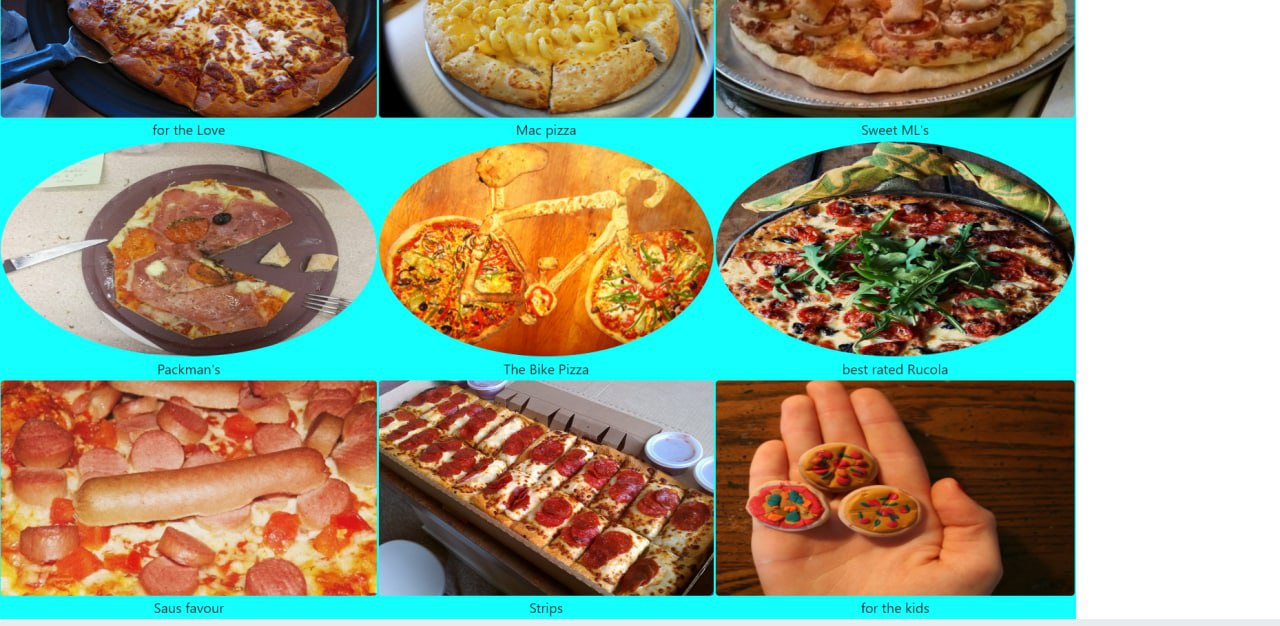 for the Love
Mac pizza
Sweet ML's
Packman's
The Bike Pizza
best rated Rucola
Saus favour
Strips
for the kids